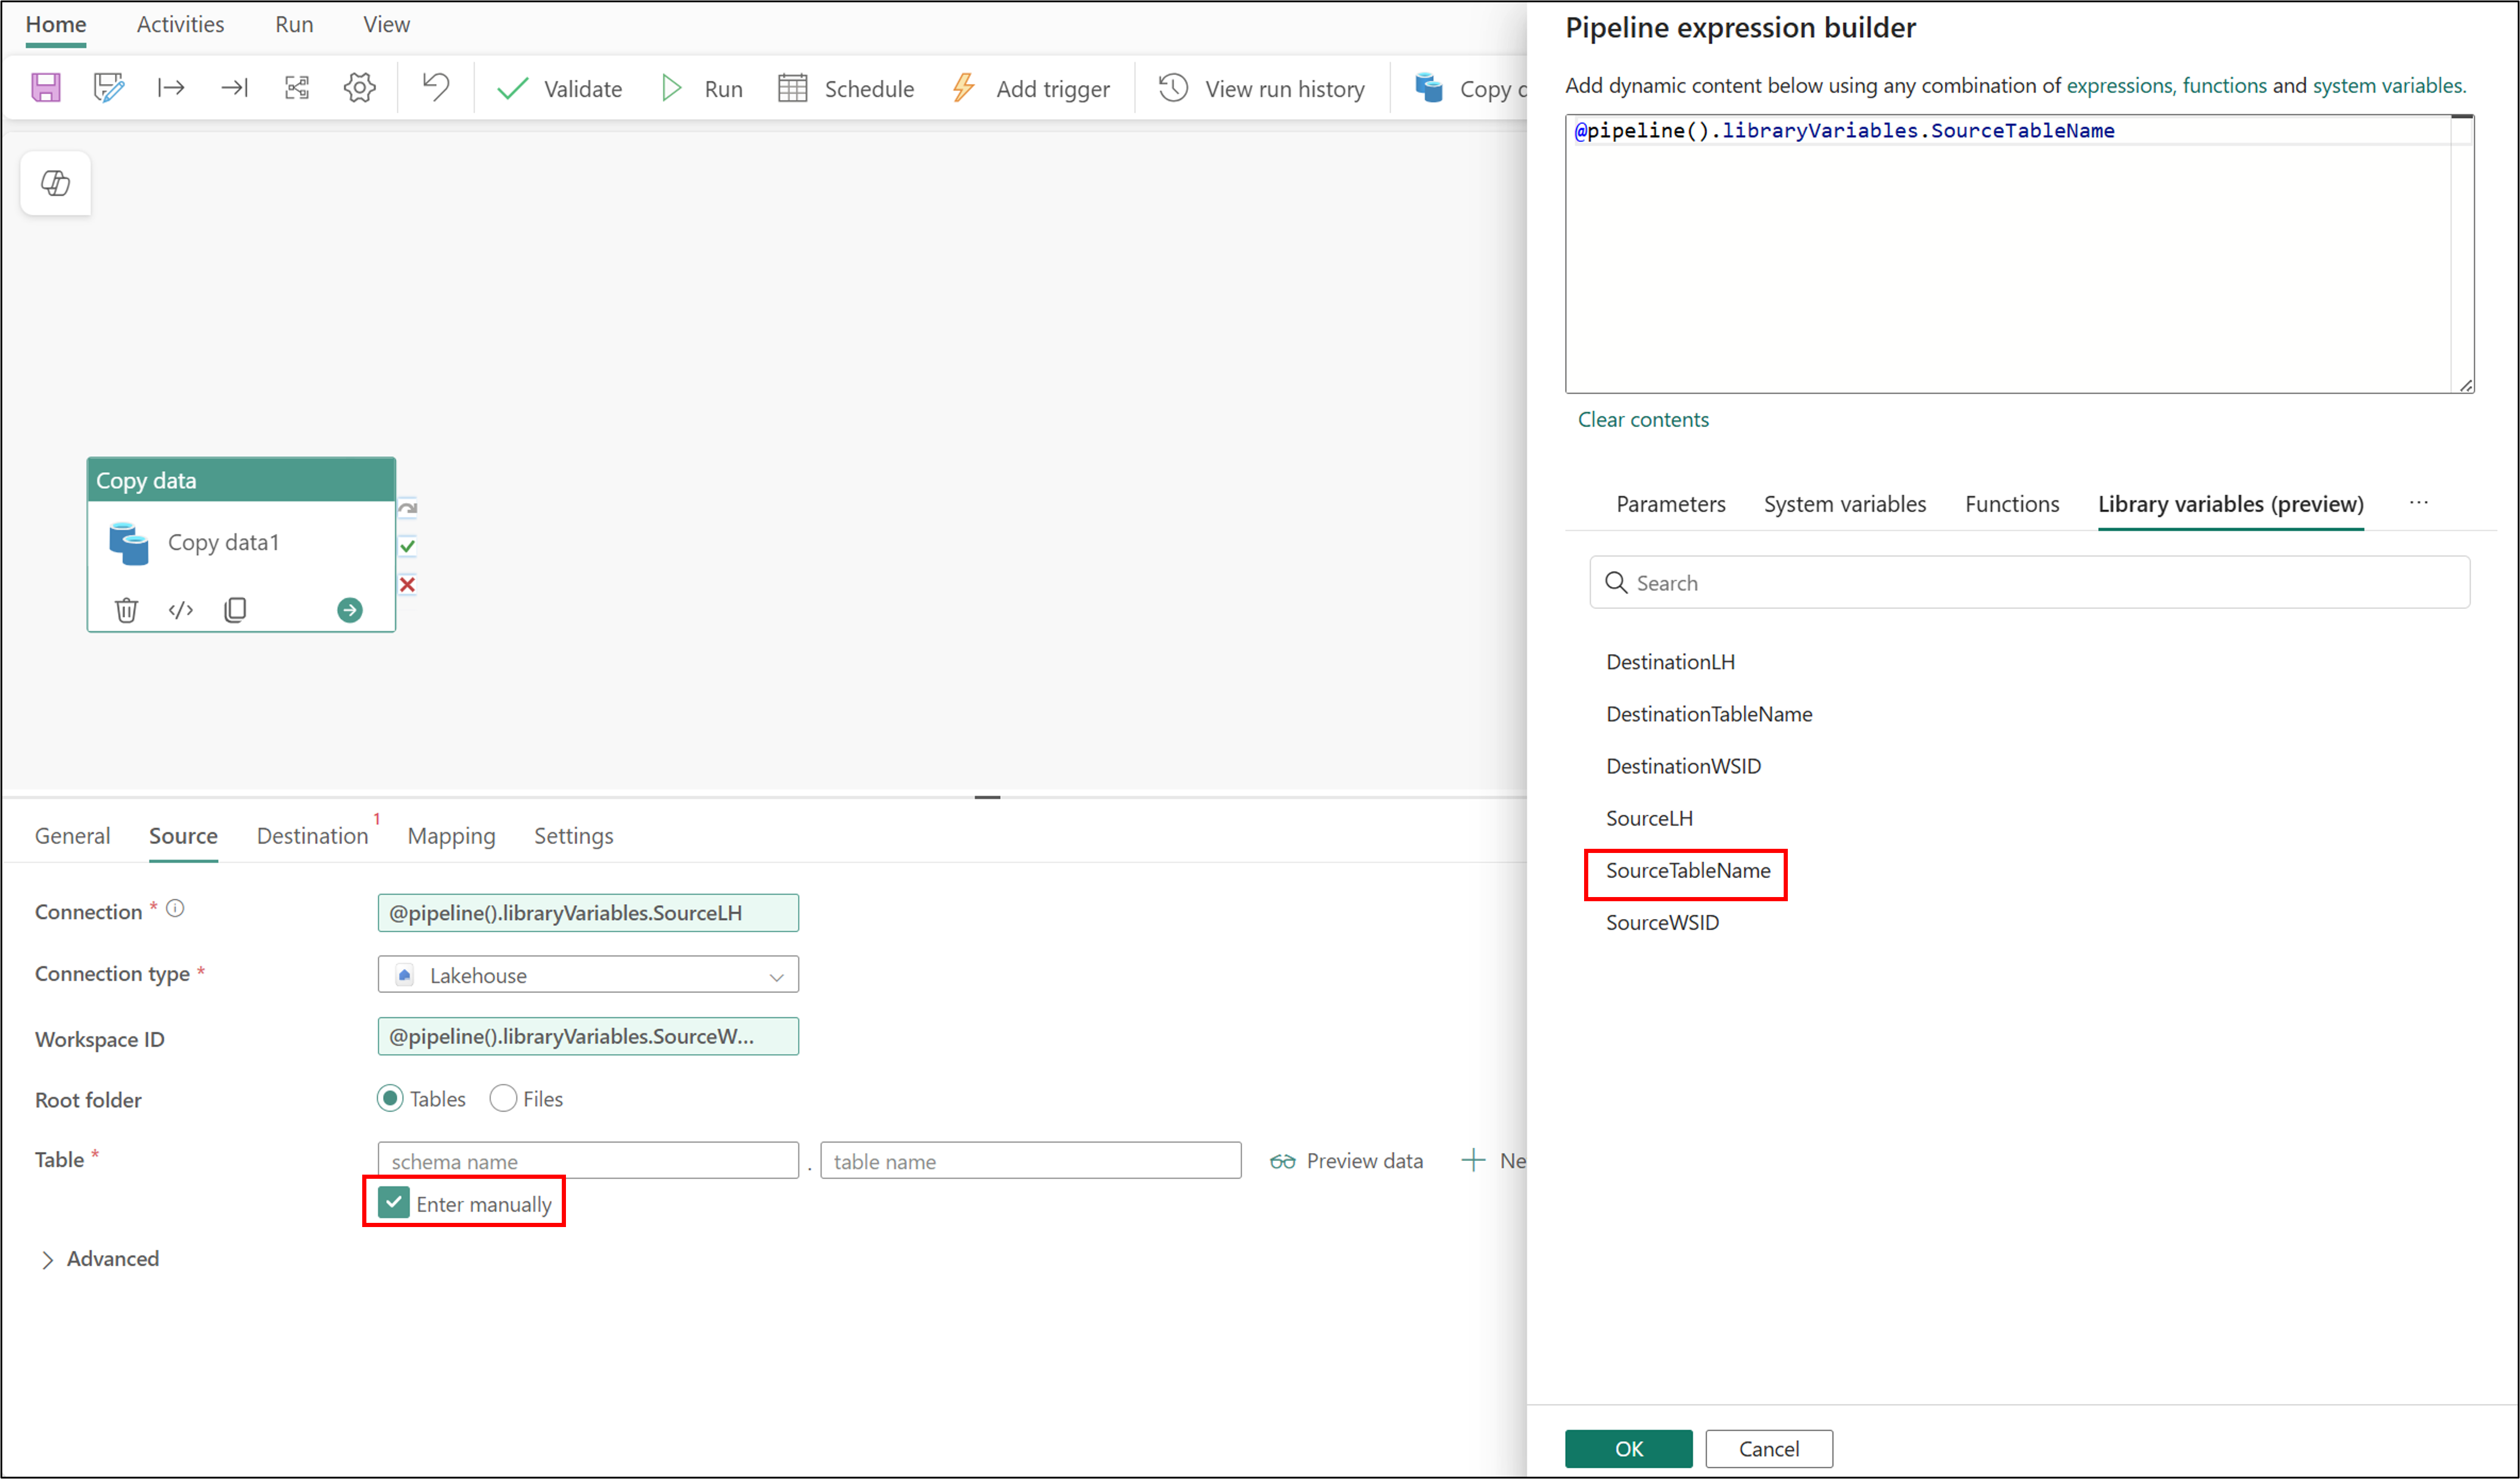 Home Activities Run View
Validate Run Schedule Add trigger View run history Copy
Copy data
Copy data1
General Source Destination 1 Mapping Settings
Connection * @pipeline().libraryVariables.SourceLH
Connection type * Lakehouse
Workspace ID @pipeline().libraryVariables.SourceW...
Root folder Tables Files
Table * schema name . table name Preview data Ne
Enter manually
Advanced
Pipeline expression builder
Add dynamic content below using any combination of expressions, functions and system variables.
@pipeline().libraryVariables.SourceTableName
Clear contents
Parameters System variables Functions Library variables (preview) ...
Search
DestinationLH
DestinationTableName
DestinationWSID
SourceLH
SourceTableName
SourceWSID
OK Cancel